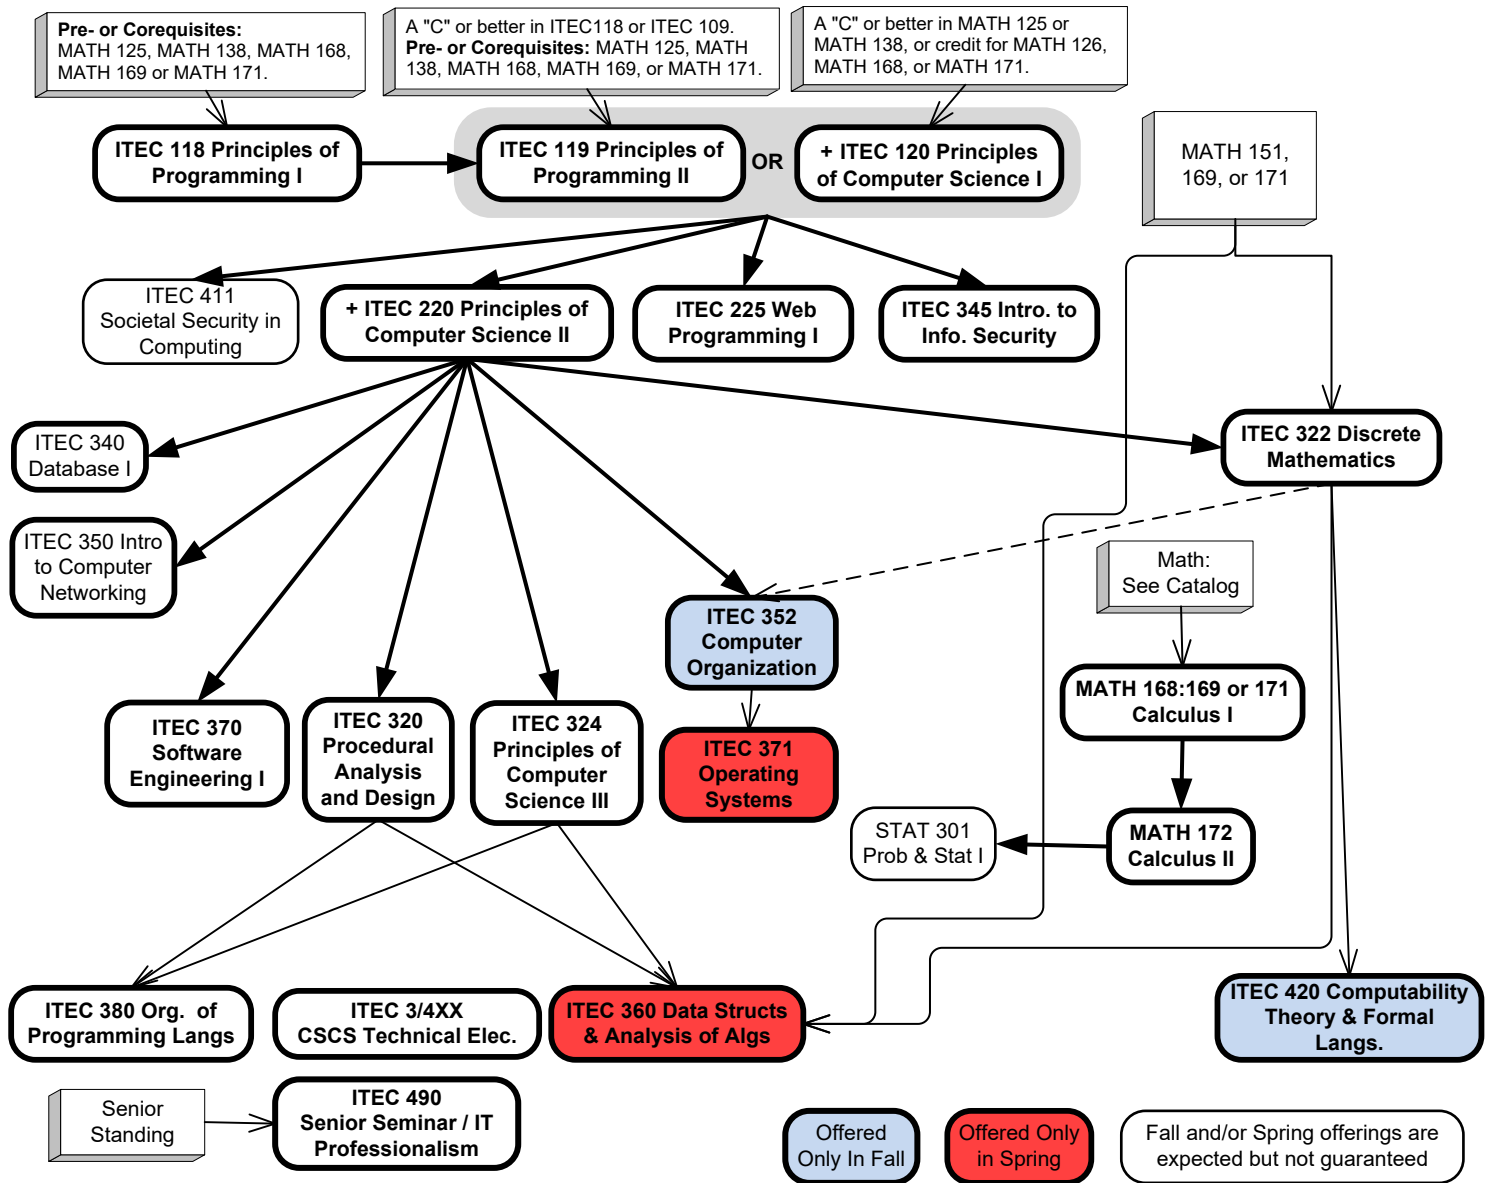 Pre- or Corequisites:
MATH 125, MATH 138, MATH 168,
MATH 169 or MATH 171.
A "C" or better in ITEC118 or ITEC 109.
Pre- or Corequisites: MATH 125, MATH
138, MATH 168, MATH 169, or MATH 171.
A "C" or better in MATH 125 or
MATH 138, or credit for MATH 126,
MATH 168, or MATH 171.
ITEC 118 Principles of
Programming I
ITEC 119 Principles of
Programming II
OR
+ ITEC 120 Principles
of Computer Science I
MATH 151,
169, or 171
ITEC 411
Societal Security in
Computing
+ ITEC 220 Principles of
Computer Science II
ITEC 225 Web
Programming I
ITEC 345 Intro. to
Info. Security
ITEC 340
Database I
ITEC 322 Discrete
Mathematics
ITEC 350 Intro
to Computer
Networking
Math:
See Catalog
ITEC 352
Computer
Organization
MATH 168:169 or 171
Calculus I
ITEC 370
Software
Engineering I
ITEC 320
Procedural
Analysis
and Design
ITEC 324
Principles of
Computer
Science III
ITEC 371
Operating
Systems
STAT 301
Prob & Stat I
MATH 172
Calculus II
ITEC 380 Org. of
Programming Langs
ITEC 3/4XX
CSCS Technical Elec.
ITEC 360 Data Structs
& Analysis of Algs
ITEC 420 Computability
Theory & Formal
Langs.
Senior
Standing
ITEC 490
Senior Seminar / IT
Professionalism
Offered
Only In Fall
Offered Only
in Spring
Fall and/or Spring offerings are
expected but not guaranteed